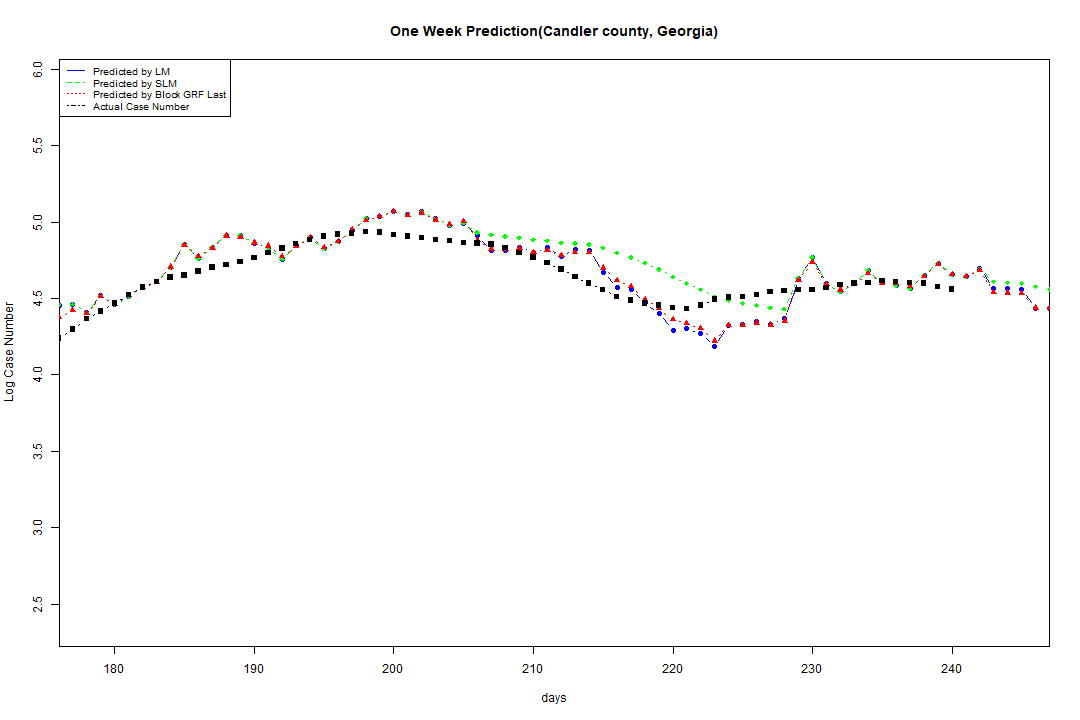 One Week Prediction(Candler county, Georgia)
Predicted by LM
Predicted by SLM
Predicted by Block GRF Last
Actual Case Number
Log Case Number
6.0
5.5
5.0
4.5
4.0
3.5
3.0
2.5
180 190 200 210 220 230 240
days